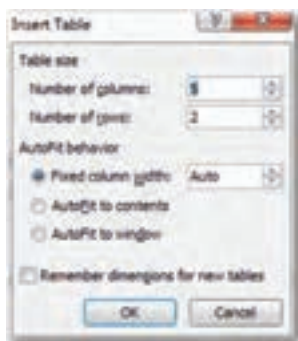 Insert Table
Table size
Number of columns: 5
Number of rows: 2
AutoFit behavior
Fixed column width: Auto
AutoFit to contents
AutoFit to window
Remember dimensions for new tables
OK Cancel